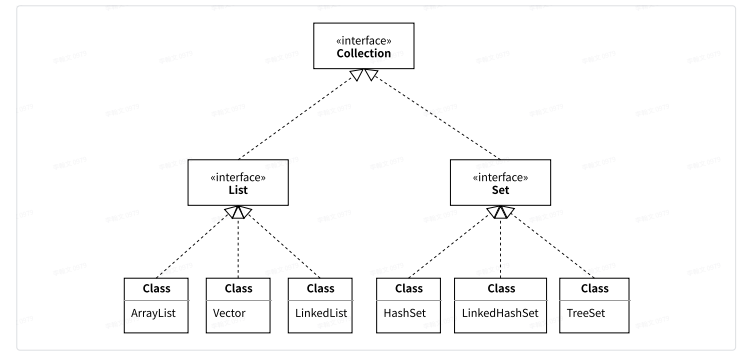 «interface»
Collection
«interface»
List
«interface»
Set
Class
ArrayList
Class
Vector
Class
LinkedList
Class
HashSet
Class
LinkedHashSet
Class
TreeSet